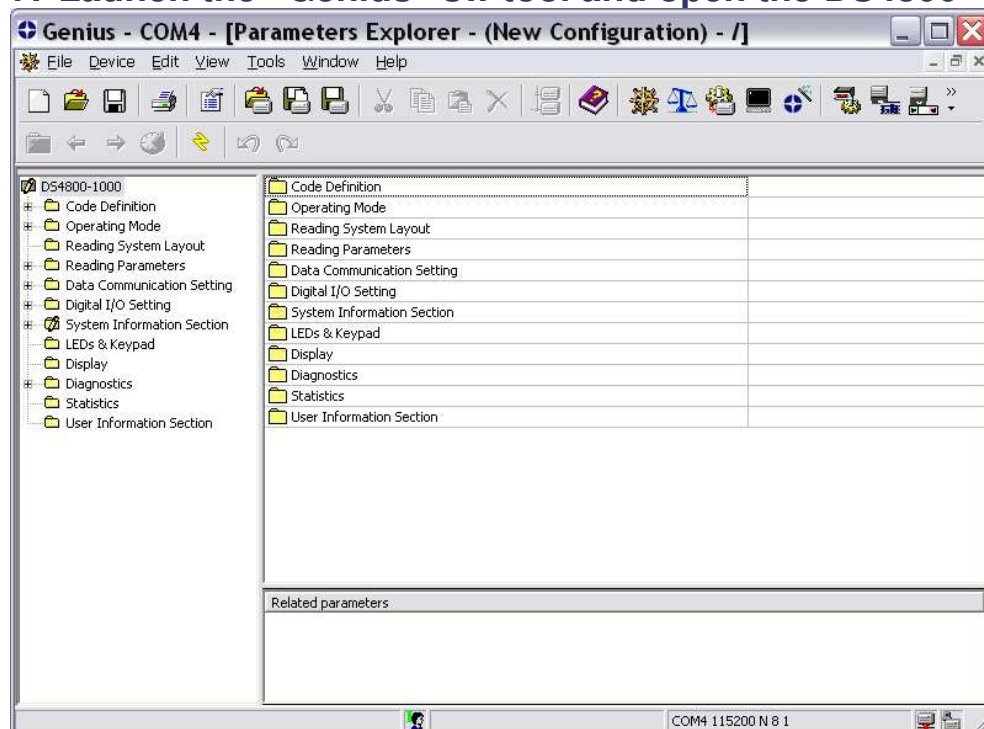 Genius - COM4 - [Parameters Explorer - (New Configuration) - /]
File Device Edit View Tools Window Help
DS4800-1000
Code Definition
Operating Mode
Reading System Layout
Reading Parameters
Data Communication Setting
Digital I/O Setting
System Information Section
LEDs & Keypad
Display
Diagnostics
Statistics
User Information Section
Code Definition
Operating Mode
Reading System Layout
Reading Parameters
Data Communication Setting
Digital I/O Setting
System Information Section
LEDs & Keypad
Display
Diagnostics
Statistics
User Information Section
Related parameters
COM4 115200 N 8 1